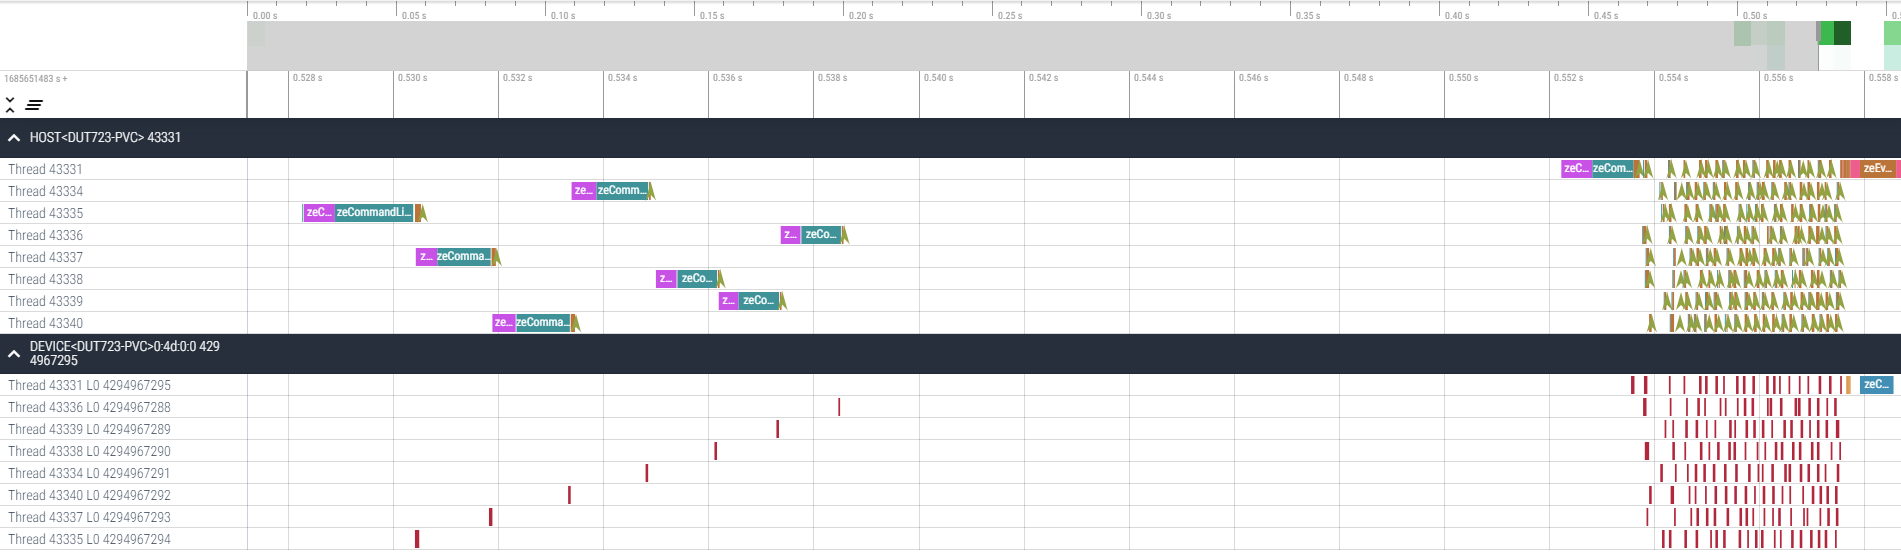 0.00 s 0.05 s 0.10 s 0.15 s 0.20 s 0.25 s 0.30 s 0.35 s 0.40 s 0.45 s 0.50 s
1685651483 s + 0.528 s 0.530 s 0.532 s 0.534 s 0.536 s 0.538 s 0.540 s 0.542 s 0.544 s 0.546 s 0.548 s 0.550 s 0.552 s 0.554 s 0.556 s 0.558 s
HOST<DUT723-PVC> 43331
Thread 43331 zeC... zeCom... zeEv...
Thread 43334 ze... zeComm...
Thread 43335 zeC... zeCommandLi...
Thread 43336 z... zeCo...
Thread 43337 z... zeComma...
Thread 43338 z... zeCo...
Thread 43339 z... zeCo...
Thread 43340 ze... zeComma...
DEVICE<DUT723-PVC>0:4d:0:0 429
4967295
Thread 43331 L0 4294967295 zeC...
Thread 43336 L0 4294967288
Thread 43339 L0 4294967289
Thread 43338 L0 4294967290
Thread 43334 L0 4294967291
Thread 43340 L0 4294967292
Thread 43337 L0 4294967293
Thread 43335 L0 4294967294